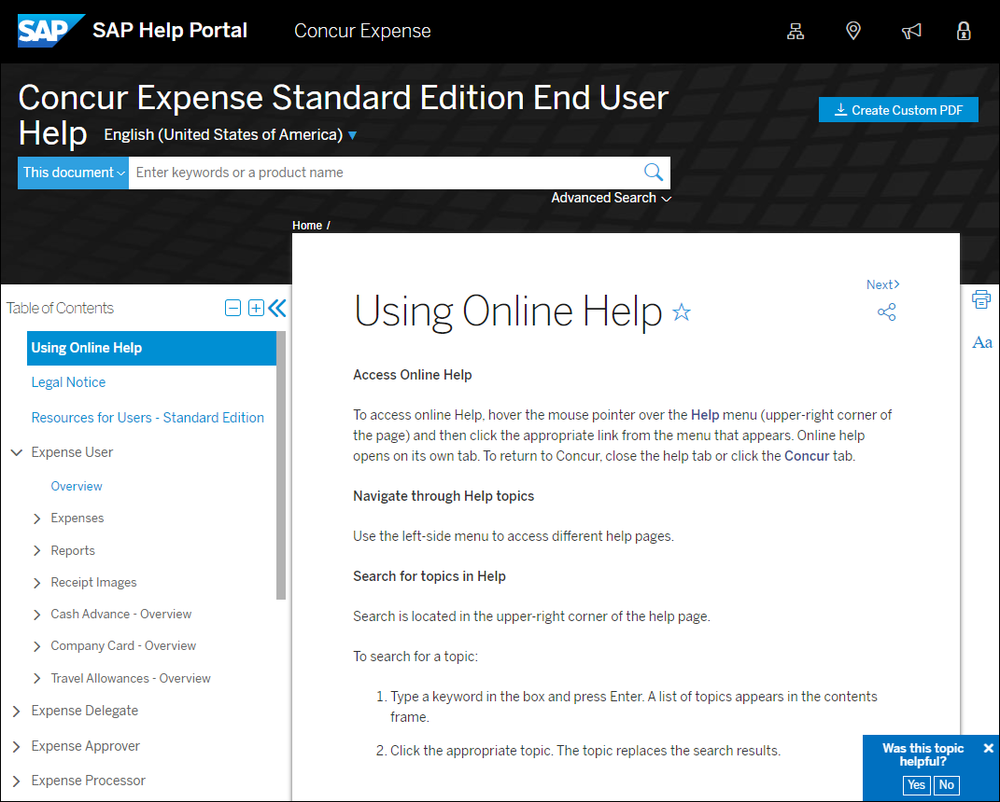 SAP SAP Help Portal Concur Expense
Concur Expense Standard Edition End User
Help English (United States of America)
Create Custom PDF
This document Enter keywords or a product name
Advanced Search
Home /
Table of Contents
Using Online Help
Legal Notice
Resources for Users - Standard Edition
Expense User
Overview
Expenses
Reports
Receipt Images
Cash Advance - Overview
Company Card - Overview
Travel Allowances - Overview
Expense Delegate
Expense Approver
Expense Processor
Next
Using Online Help
Aa
Access Online Help
To access online Help, hover the mouse pointer over the Help menu (upper-right corner of
the page) and then click the appropriate link from the menu that appears. Online help
opens on its own tab. To return to Concur, close the help tab or click the Concur tab.
Navigate through Help topics
Use the left-side menu to access different help pages.
Search for topics in Help
Search is located in the upper-right corner of the help page.
To search for a topic:
1. Type a keyword in the box and press Enter. A list of topics appears in the contents
frame.
2. Click the appropriate topic. The topic replaces the search results.
Was this topic
helpful?
Yes No